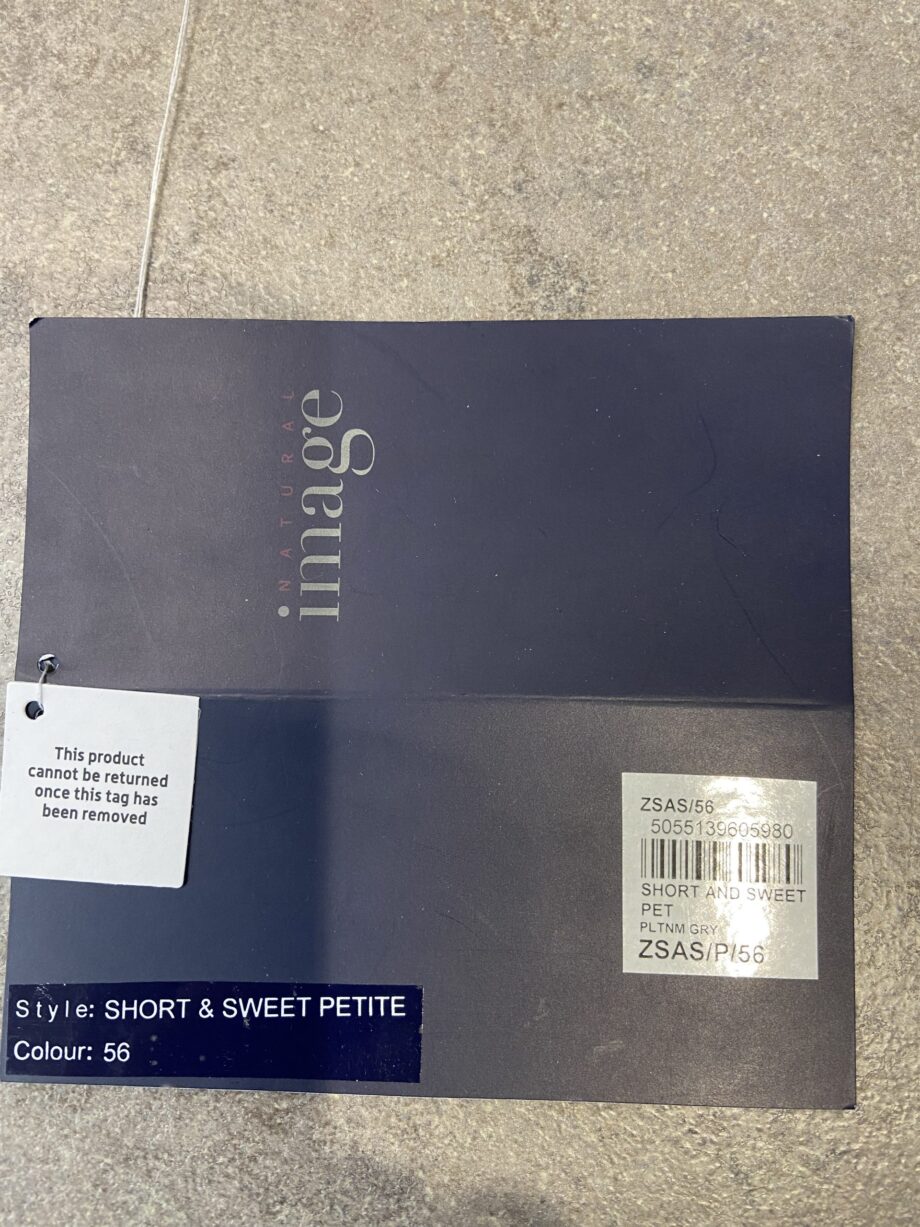 NATURAL
image
This product
cannot be returned
once this tag has
been removed
ZSAS/56
5055139605980
SHORT AND SWEET
PET
PLTNM GRY
ZSAS/P/56
Style: SHORT & SWEET PETITE
Colour: 56